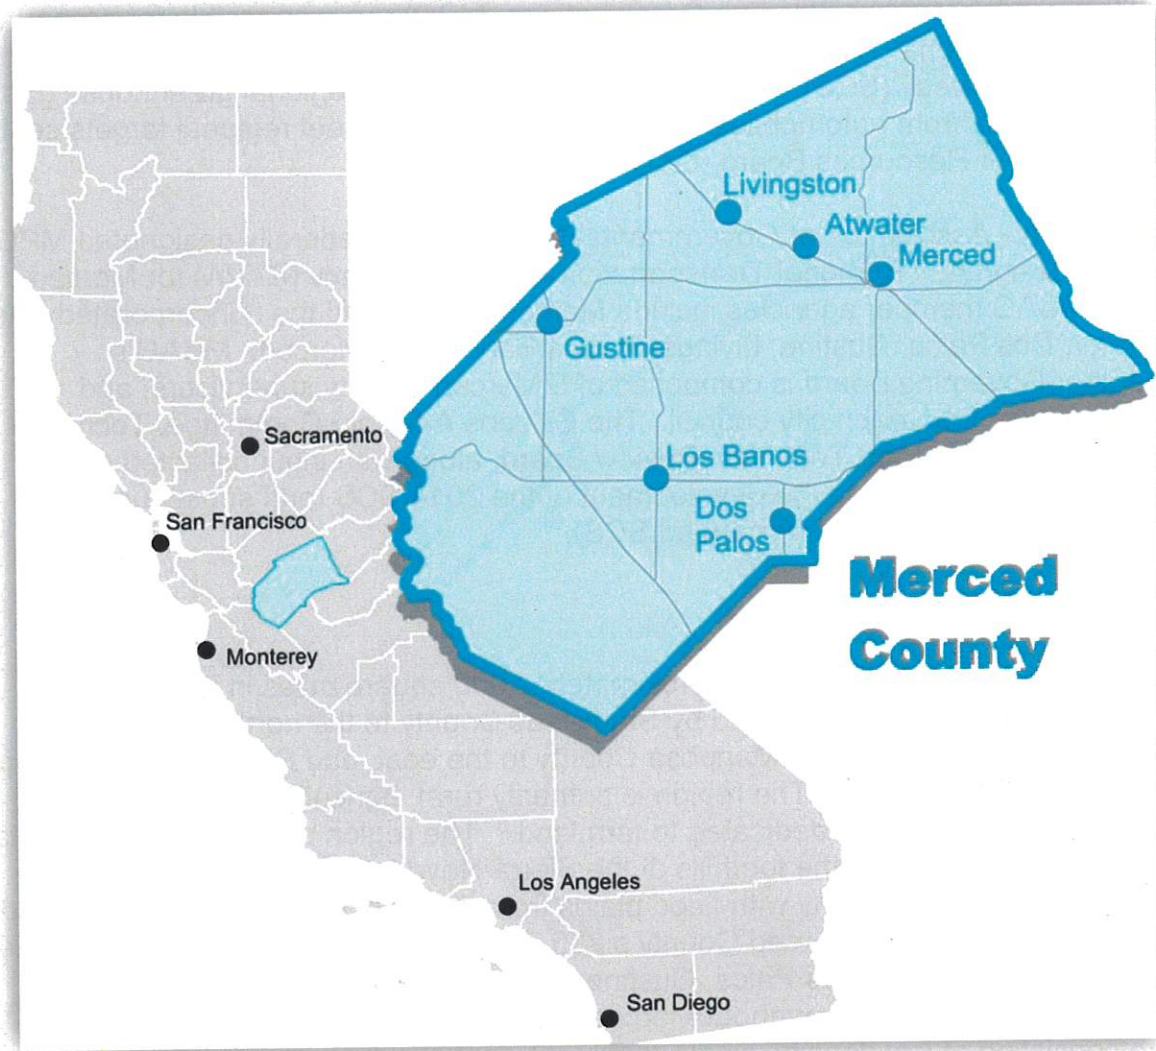 Livingston
Atwater
Merced
Gustine
Los Banos
Dos
Palos
Merced
County
Sacramento
San Francisco
Monterey
Los Angeles
San Diego